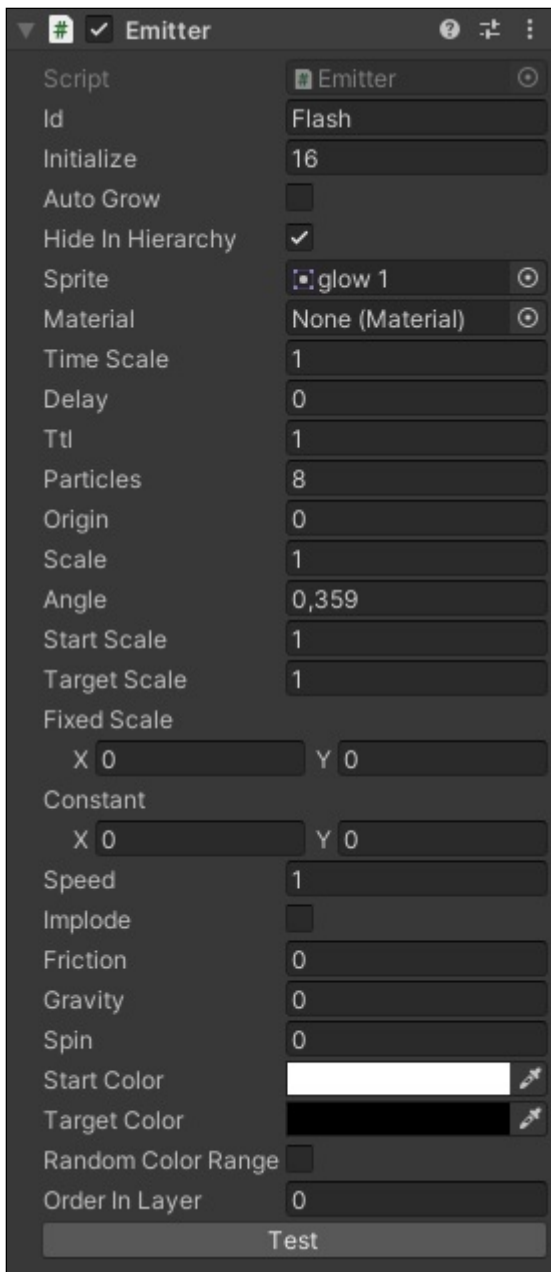 # Emitter
Script # Emitter
Id Flash
Initialize 16
Auto Grow
Hide In Hierarchy
Sprite glow 1
Material None (Material)
Time Scale 1
Delay 0
Ttl 1
Particles 8
Origin 0
Scale 1
Angle 0,359
Start Scale 1
Target Scale 1
Fixed Scale
X 0 Y 0
Constant
X 0 Y 0
Speed 1
Implode
Friction 0
Gravity 0
Spin 0
Start Color
Target Color
Random Color Range
Order In Layer 0
Test